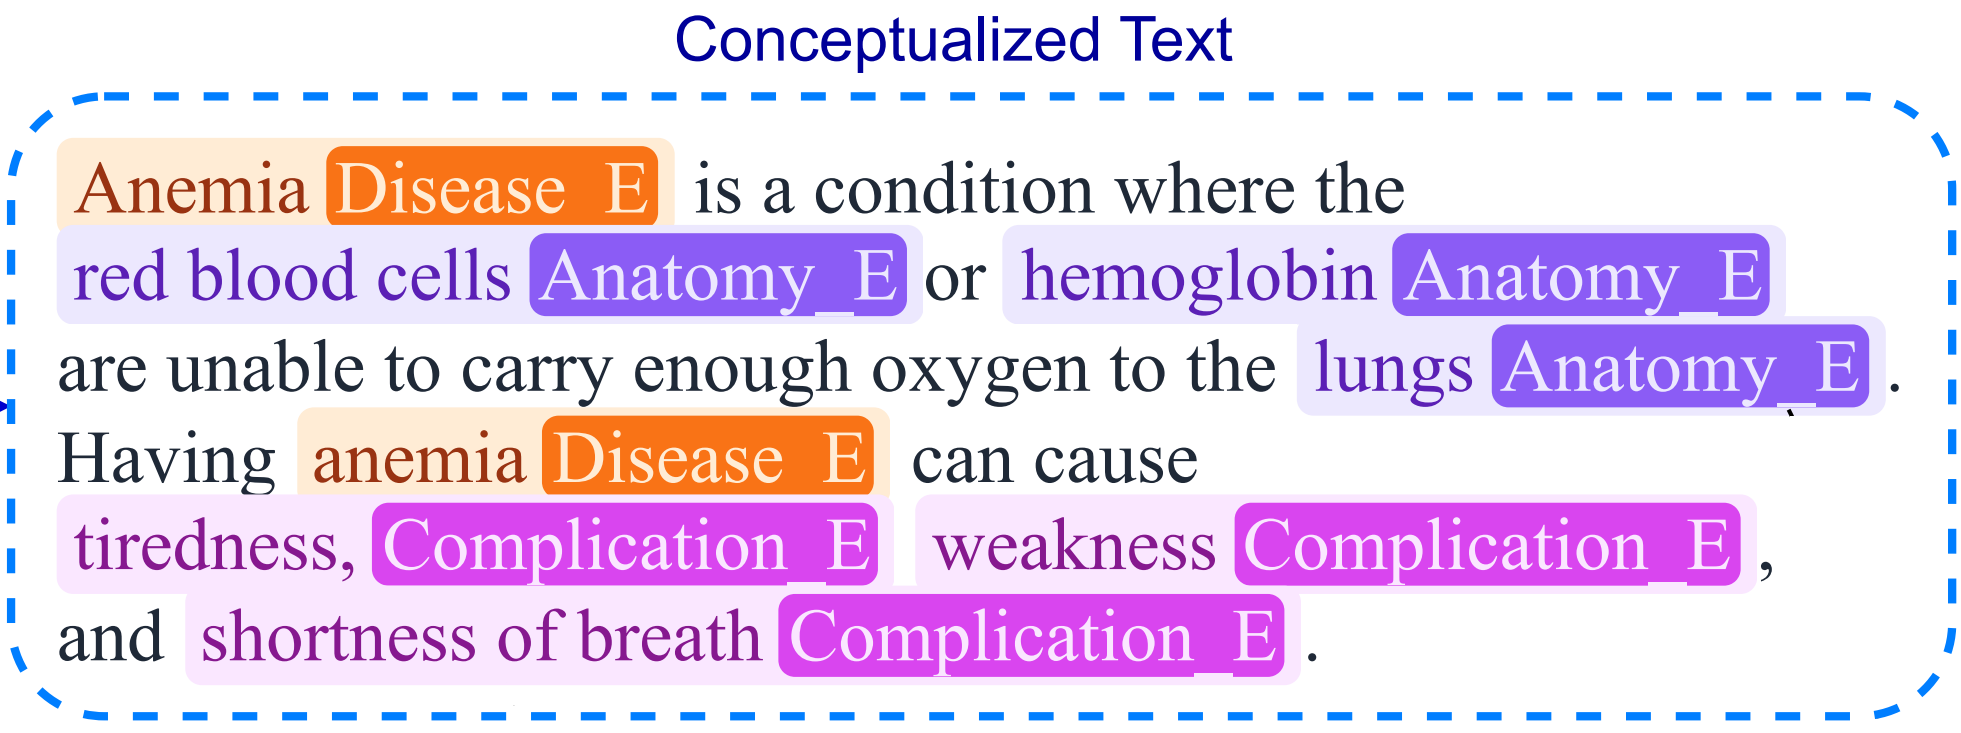 Conceptualized Text
Anemia Disease_E is a condition where the
red blood cells Anatomy_E or hemoglobin Anatomy_E
are unable to carry enough oxygen to the lungs Anatomy_E .
Having anemia Disease_E can cause
tiredness, Complication_E weakness Complication_E ,
and shortness of breath Complication_E .